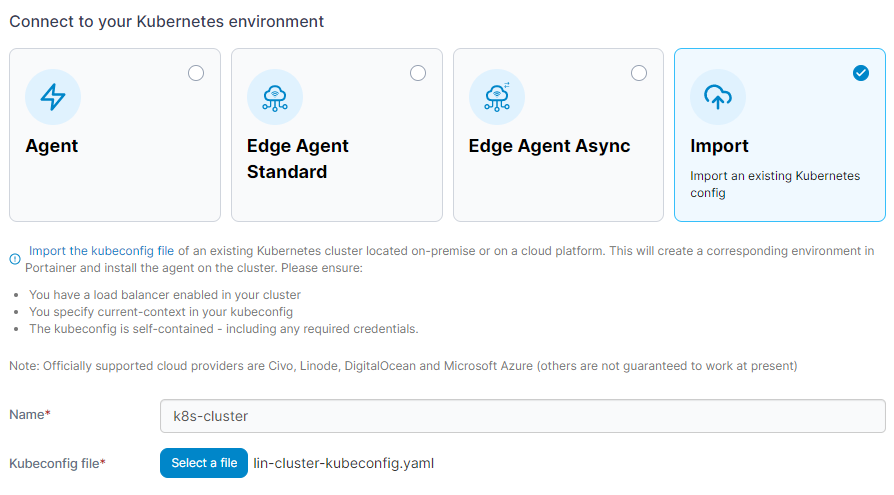 Connect to your Kubernetes environment
Agent
Edge Agent
Standard
Edge Agent Async
Import
Import an existing Kubernetes
config
Import the kubeconfig file of an existing Kubernetes cluster located on-premise or on a cloud platform. This will create a corresponding environment in
Portainer and install the agent on the cluster. Please ensure:
• You have a load balancer enabled in your cluster
• You specify current-context in your kubeconfig
• The kubeconfig is self-contained - including any required credentials.
Note: Officially supported cloud providers are Civo, Linode, DigitalOcean and Microsoft Azure (others are not guaranteed to work at present)
Name* k8s-cluster
Kubeconfig file* Select a file lin-cluster-kubeconfig.yaml